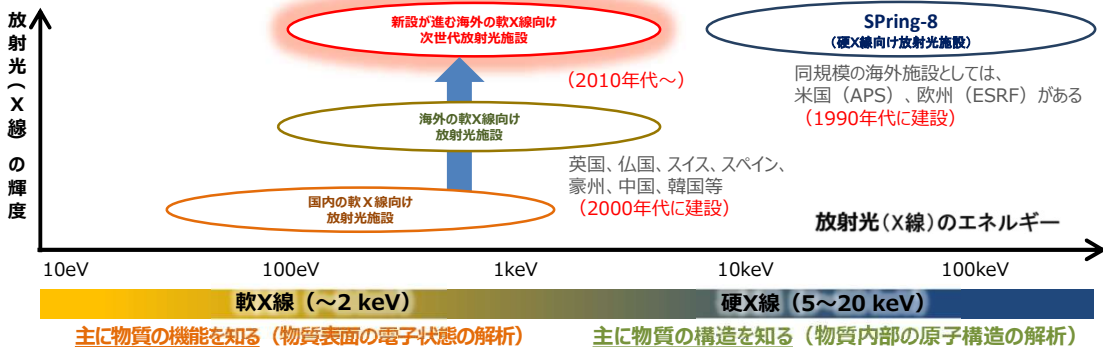 放射光(X線)の輝度
新設が進む海外の軟X線向け
次世代放射光施設
SPring-8
(硬X線向け放射光施設)
(2010年代~)
同規模の海外施設としては、
米国(APS)、欧州(ESRF)がある
(1990年代に建設)
海外の軟X線向け
放射光施設
英国、仏国、スイス、スペイン、
豪州、中国、韓国等
(2000年代に建設)
国内の軟X線向け
放射光施設
放射光(X線)のエネルギー
10eV 100eV 1keV 10keV 100keV
軟X線(~2 keV) 硬X線(5~20 keV)
主に物質の機能を知る(物質表面の電子状態の解析) 主に物質の構造を知る(物質内部の原子構造の解析)